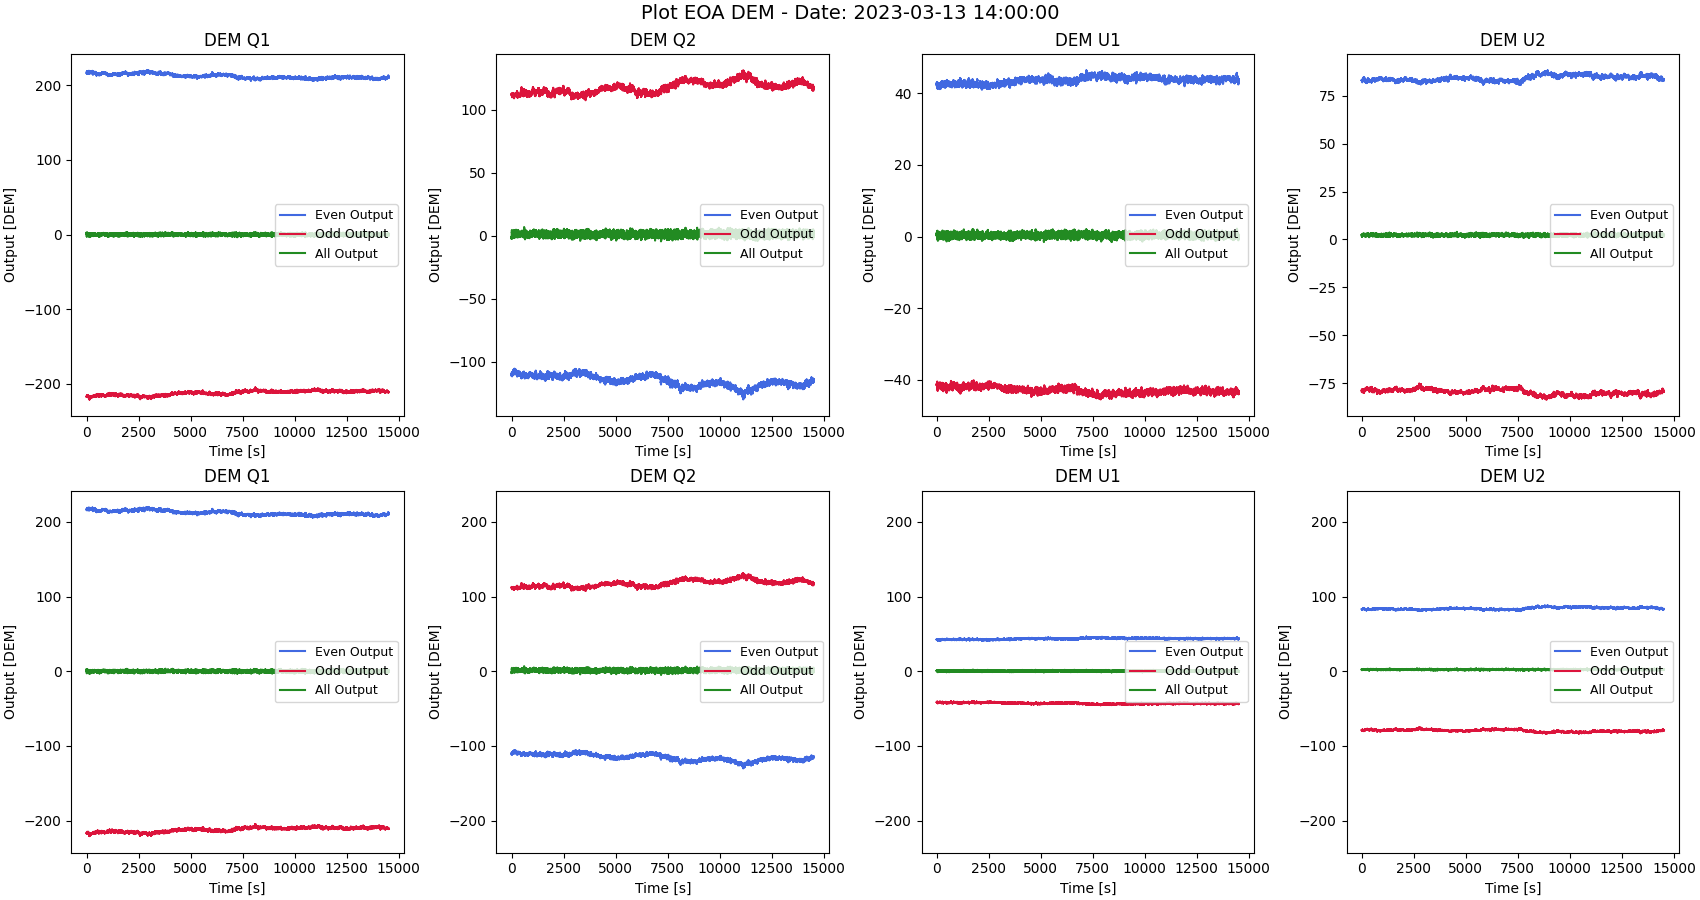 Plot EOA DEM - Date: 2023-03-13 14:00:00
DEM Q1
200
100
0
−100
−200
Output [DEM]
Even Output
Odd Output
All Output
0 2500 5000 7500 10000 12500 15000
Time [s]
DEM Q2
100
50
0
−50
−100
Output [DEM]
Even Output
Odd Output
All Output
0 2500 5000 7500 10000 12500 15000
Time [s]
DEM U1
40
20
0
−20
−40
Output [DEM]
Even Output
Odd Output
All Output
0 2500 5000 7500 10000 12500 15000
Time [s]
DEM U2
75
50
25
0
−25
−50
−75
Output [DEM]
Even Output
Odd Output
All Output
0 2500 5000 7500 10000 12500 15000
Time [s]
DEM Q1
200
100
0
−100
−200
Output [DEM]
Even Output
Odd Output
All Output
0 2500 5000 7500 10000 12500 15000
Time [s]
DEM Q2
200
100
0
−100
−200
Output [DEM]
Even Output
Odd Output
All Output
0 2500 5000 7500 10000 12500 15000
Time [s]
DEM U1
200
100
0
−100
−200
Output [DEM]
Even Output
Odd Output
All Output
0 2500 5000 7500 10000 12500 15000
Time [s]
DEM U2
200
100
0
−100
−200
Output [DEM]
Even Output
Odd Output
All Output
0 2500 5000 7500 10000 12500 15000
Time [s]